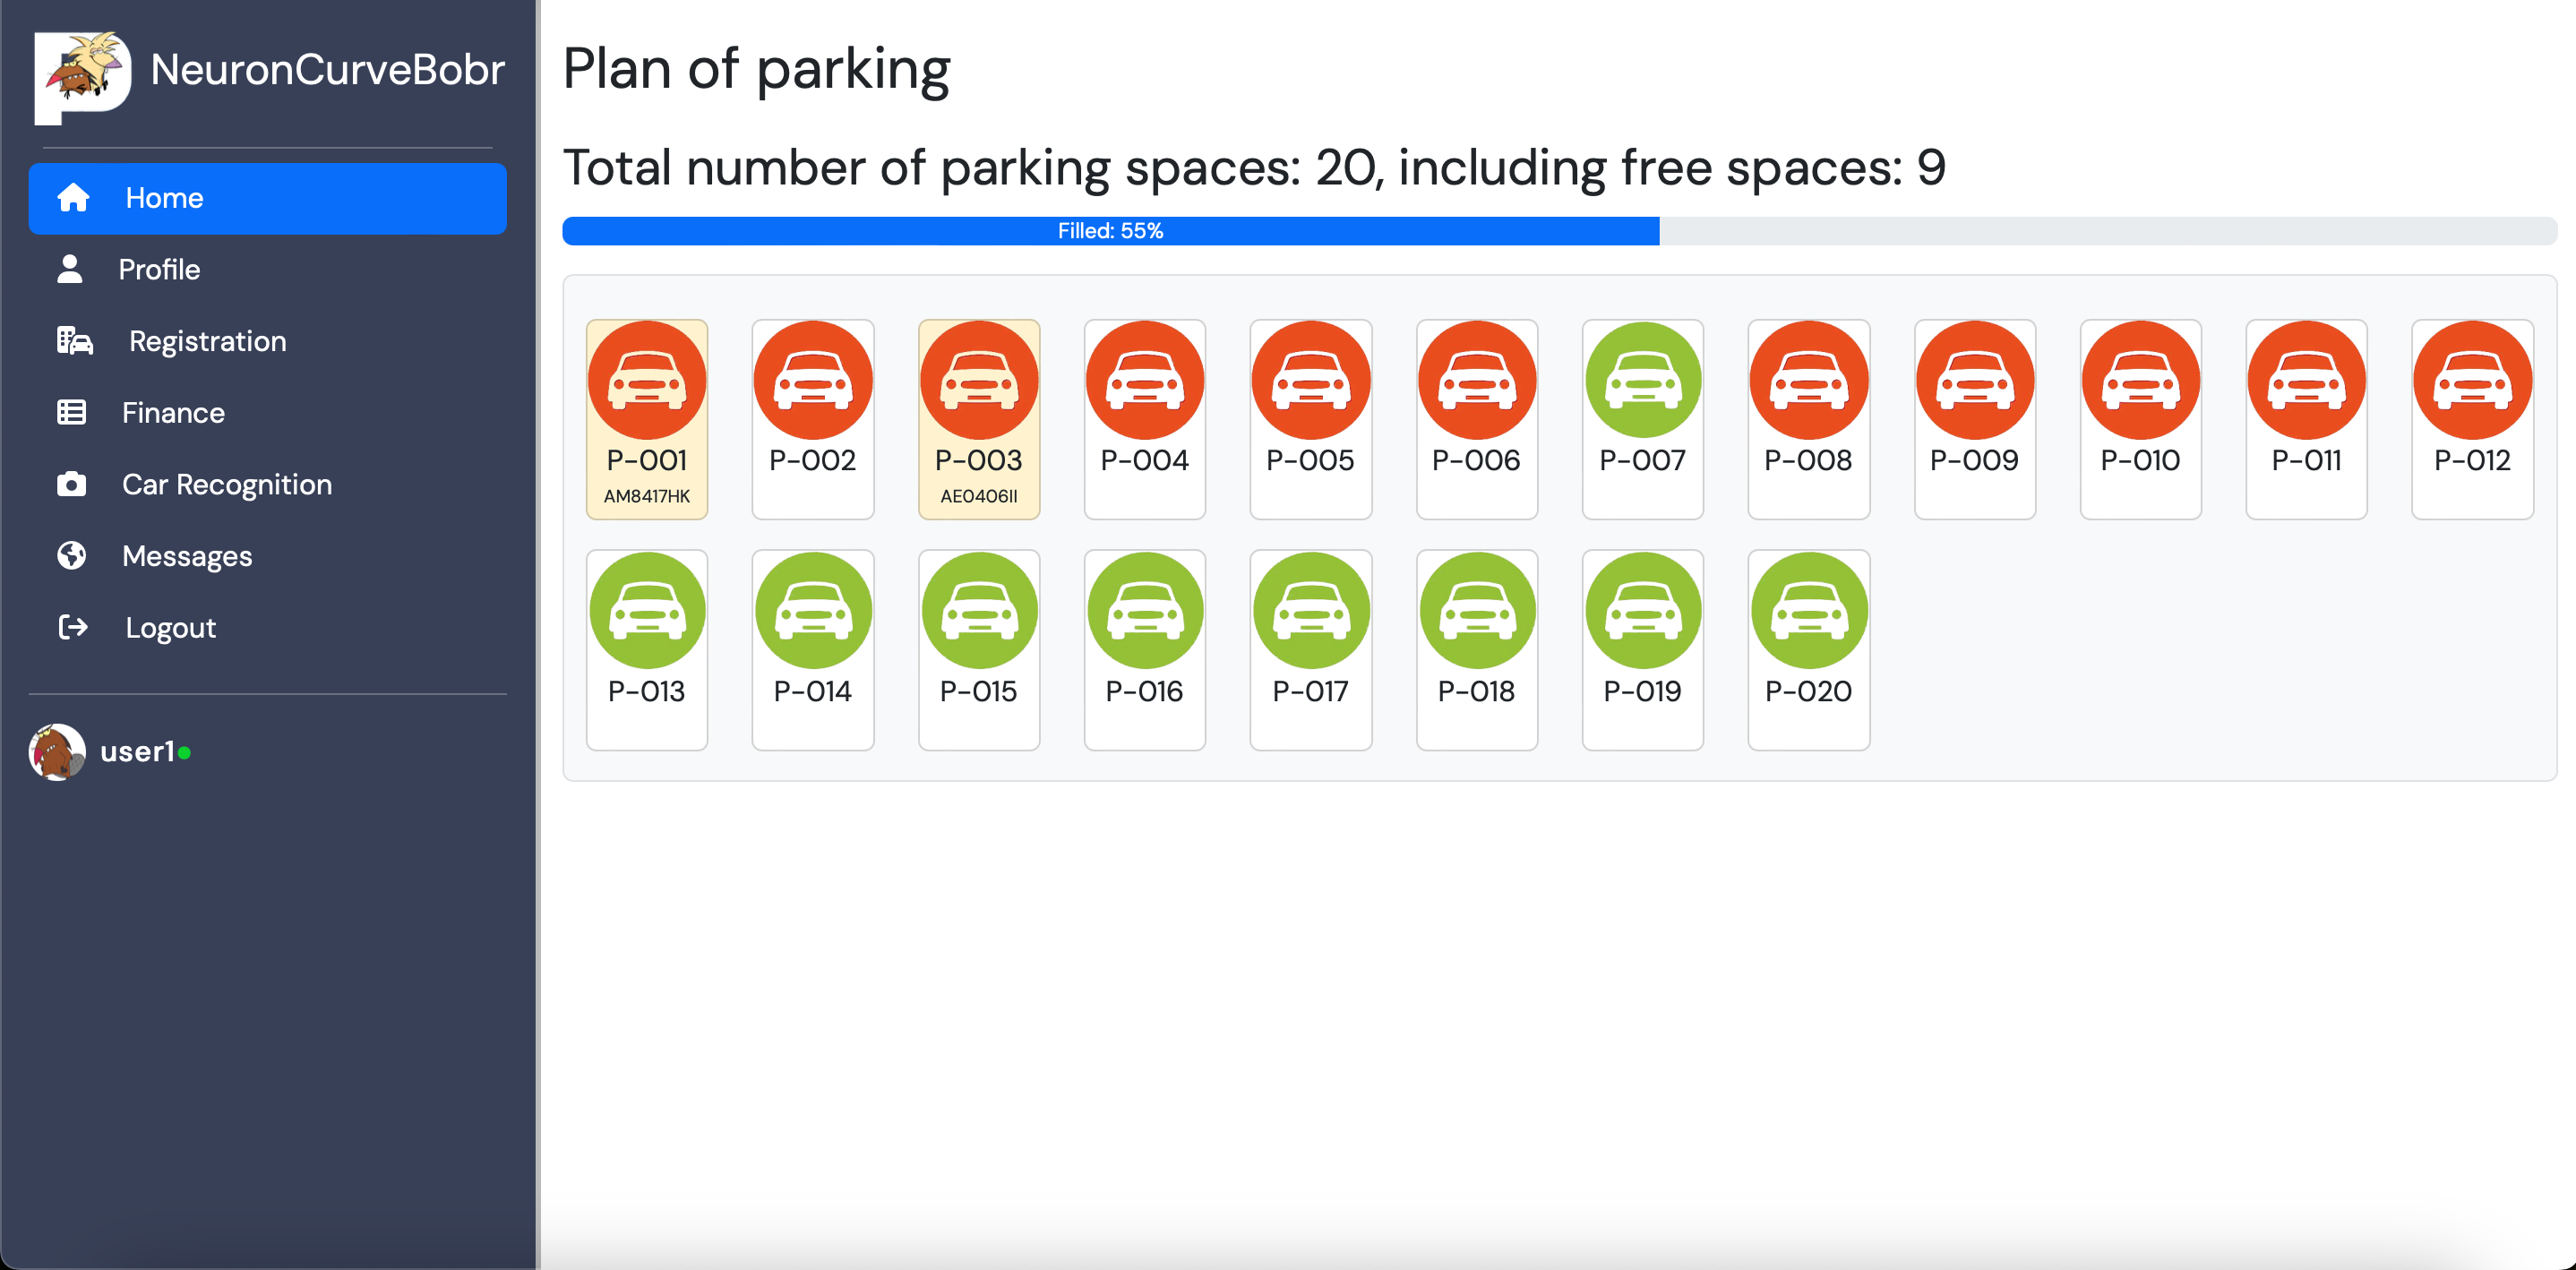 NeuronCurveBobr
Home
Profile
Registration
Finance
Car Recognition
Messages
Logout
user1
Plan of parking
Total number of parking spaces: 20, including free spaces: 9
Filled: 55%
P-001 P-002 P-003 P-004 P-005 P-006 P-007 P-008 P-009 P-010 P-011 P-012
AM8417HK AE0406II
P-013 P-014 P-015 P-016 P-017 P-018 P-019 P-020